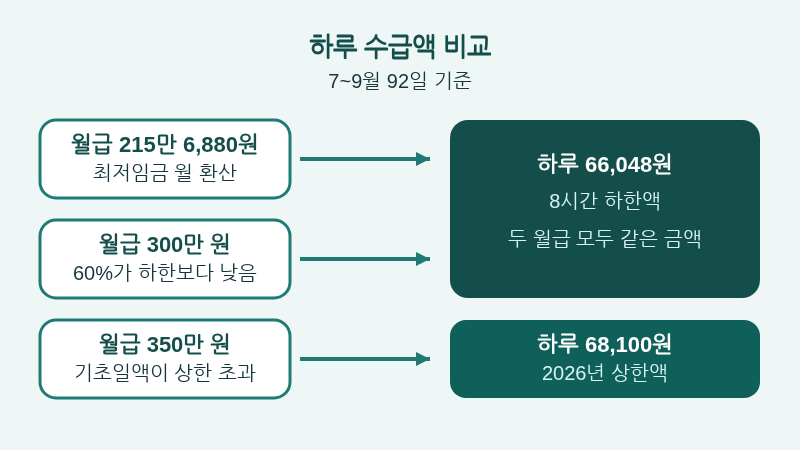 하루 수급액 비교
7~9월 92일 기준
월급 215만 6,880원
최저임금 월 환산
하루 66,048원
8시간 하한액
두 월급 모두 같은 금액
월급 300만 원
60%가 하한보다 낮음
월급 350만 원
기초일액이 상한 초과
하루 68,100원
2026년 상한액